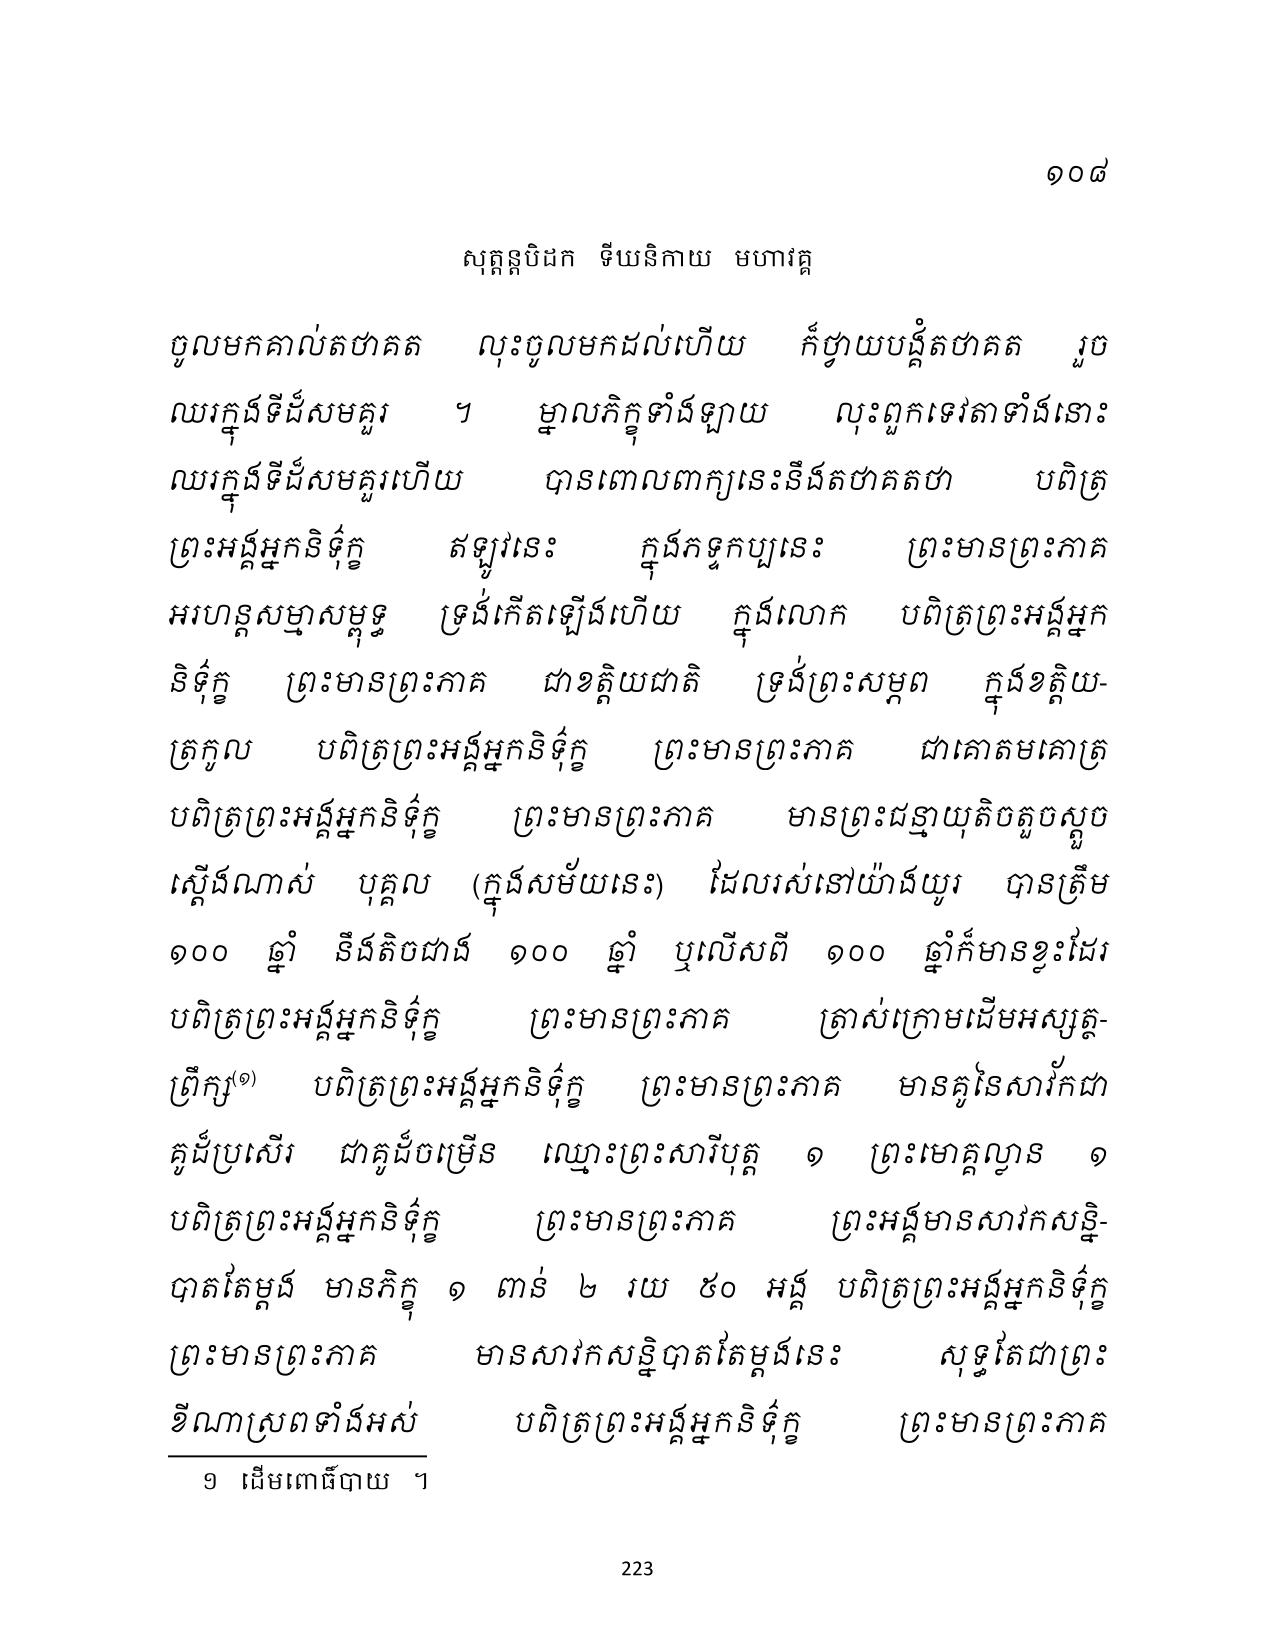 ១០៨
សុត្តន្តបិដក ទីឃនិកាយ មហាវគ្គ
ចូលមកគាល់តថាគត លុះចូលមកដល់ហើយ ក៏ថ្វាយបង្គំតថាគត រួច
ឈរក្នុងទីដ៏សមគួរ ។ ម្នាលភិក្ខុទាំងឡាយ លុះពួកទេវតាទាំងនោះ
ឈរក្នុងទីដ៏សមគួរហើយ បានពោលពាក្យនេះនឹងតថាគតថា បពិត្រ
ព្រះអង្គអ្នកនិទ៌ុក្ខ ឥឡូវនេះ ក្នុងភទ្ទកប្បនេះ ព្រះមានព្រះភាគ
អរហន្តសម្មាសម្ពុទ្ធ ទ្រង់កើតឡើងហើយ ក្នុងលោក បពិត្រព្រះអង្គអ្នក
និទ៌ុក្ខ ព្រះមានព្រះភាគ ជាខត្តិយជាតិ ទ្រង់ព្រះសម្ភព ក្នុងខត្តិយ-
ត្រកូល បពិត្រព្រះអង្គអ្នកនិទ៌ុក្ខ ព្រះមានព្រះភាគ ជាគោតមគោត្រ
បពិត្រព្រះអង្គអ្នកនិទ៌ុក្ខ ព្រះមានព្រះភាគ មានព្រះជន្មាយុតិចតួចស្តួច
ស្តើងណាស់ បុគ្គល (ក្នុងសម័យនេះ) ដែលរស់នៅយ៉ាងយូរ បានត្រឹម
១០០ ឆ្នាំ នឹងតិចជាង ១០០ ឆ្នាំ ឬលើសពី ១០០ ឆ្នាំក៏មានខ្លះដែរ
បពិត្រព្រះអង្គអ្នកនិទ៌ុក្ខ ព្រះមានព្រះភាគ ត្រាស់ក្រោមដើមអស្សត្ថ-
ព្រឹក្ស(១) បពិត្រព្រះអង្គអ្នកនិទ៌ុក្ខ ព្រះមានព្រះភាគ មានគូនៃសាវ័កជា
គូដ៏ប្រសើរ ជាគូដ៏ចម្រើន ឈ្មោះព្រះសារីបុត្ត ១ ព្រះមោគ្គល្លាន ១
បពិត្រព្រះអង្គអ្នកនិទ៌ុក្ខ ព្រះមានព្រះភាគ ព្រះអង្គមានសាវកសន្និ-
បាតតែម្តង មានភិក្ខុ ១ ពាន់ ២ រយ ៥០ អង្គ បពិត្រព្រះអង្គអ្នកនិទ៌ុក្ខ
ព្រះមានព្រះភាគ មានសាវកសន្និបាតតែម្តងនេះ សុទ្ធតែជាព្រះ
ខីណាស្រពទាំងអស់ បពិត្រព្រះអង្គអ្នកនិទ៌ុក្ខ ព្រះមានព្រះភាគ
១ ដើមពោធិ៍បាយ ។
223